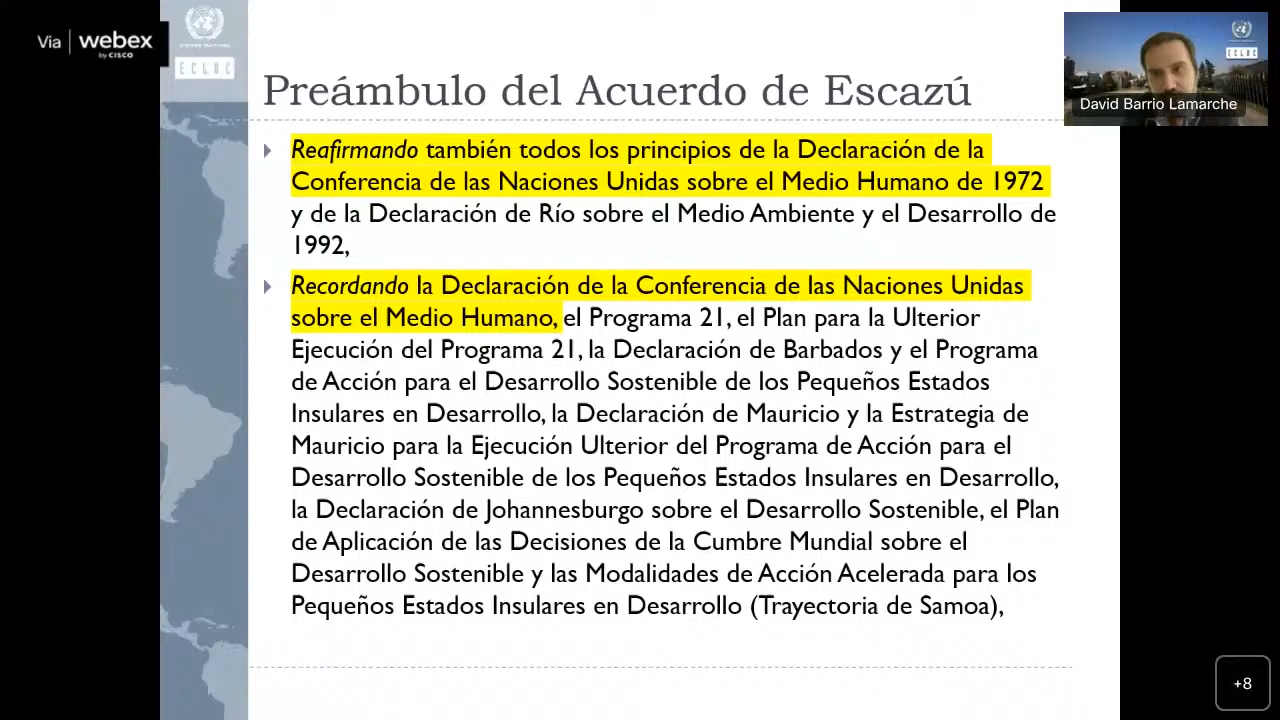 Via | webex
by CISCO
UNITED NATIONS
ECLAC
Preámbulo del Acuerdo de Escazú
Reafirmando también todos los principios de la Declaración de la
Conferencia de las Naciones Unidas sobre el Medio Humano de 1972
y de la Declaración de Río sobre el Medio Ambiente y el Desarrollo de
1992,
Recordando la Declaración de la Conferencia de las Naciones Unidas
sobre el Medio Humano, el Programa 21, el Plan para la Ulterior
Ejecución del Programa 21, la Declaración de Barbados y el Programa
de Acción para el Desarrollo Sostenible de los Pequeños Estados
Insulares en Desarrollo, la Declaración de Mauricio y la Estrategia de
Mauricio para la Ejecución Ulterior del Programa de Acción para el
Desarrollo Sostenible de los Pequeños Estados Insulares en Desarrollo,
la Declaración de Johannesburgo sobre el Desarrollo Sostenible, el Plan
de Aplicación de las Decisiones de la Cumbre Mundial sobre el
Desarrollo Sostenible y las Modalidades de Acción Acelerada para los
Pequeños Estados Insulares en Desarrollo (Trayectoria de Samoa),
ECLAC
David Barrio Lamarche
+8